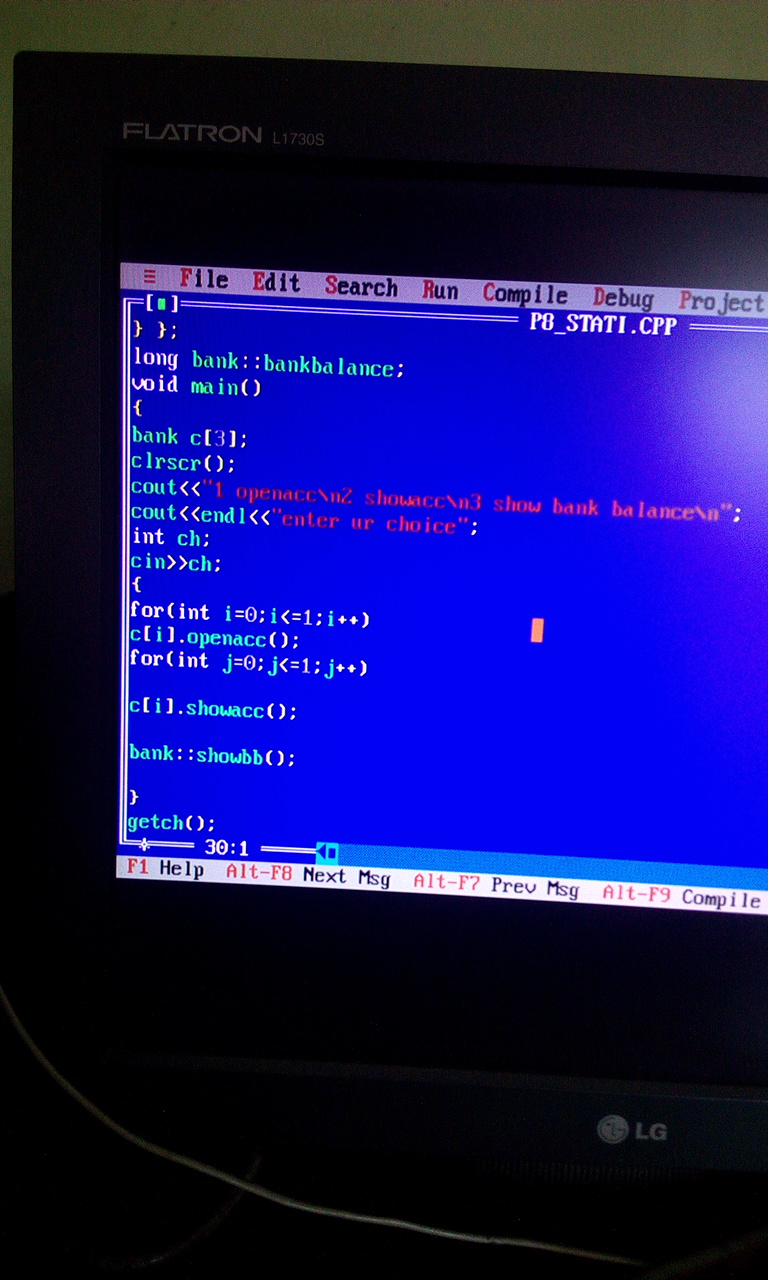 FLATRON L1730S
≡ File Edit Search Run Compile Debug Project
[■] P8_STATI.CPP
} };
long bank::bankbalance;
void main()
{
bank c[3];
clrscr();
cout<<"1 openacc\n2 showacc\n3 show bank balance\n";
cout<<endl<<"enter ur choice";
int ch;
cin>>ch;
{
for(int i=0;i<=1;i++)
c[i].openacc();
for(int j=0;j<=1;j++)
c[i].showacc();
bank::showbb();
}
getch();
30:1
F1 Help Alt-F8 Next Msg Alt-F7 Prev Msg Alt-F9 Compile
LG